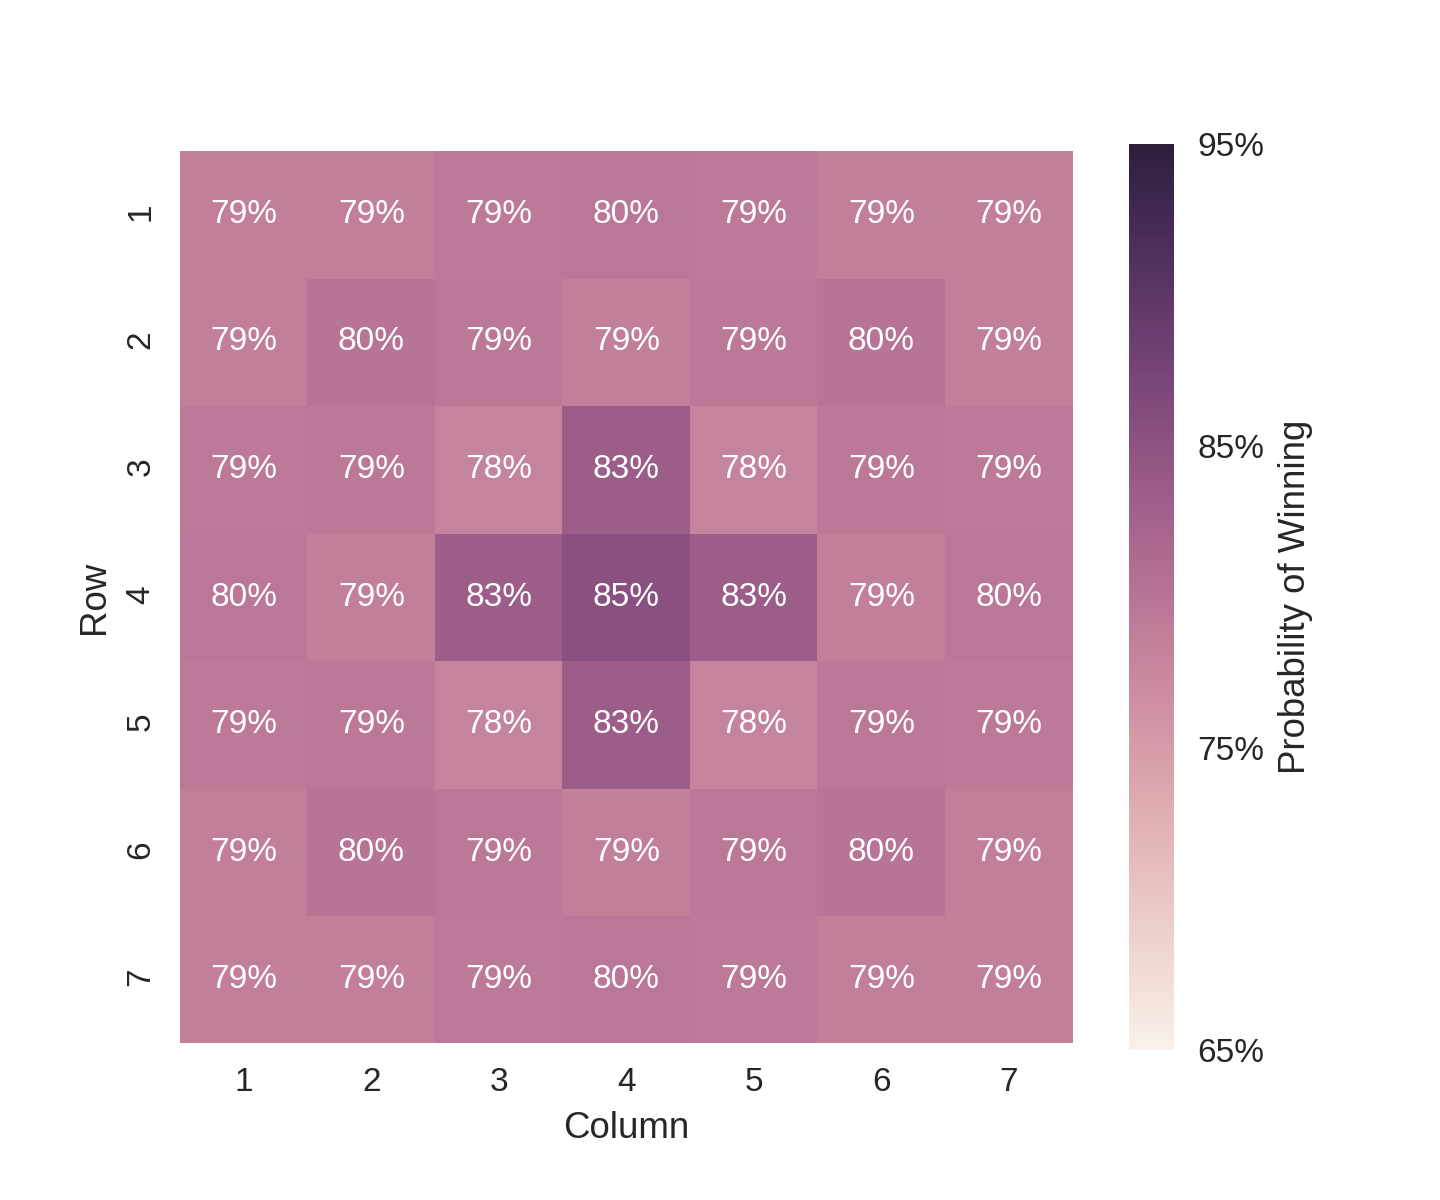 95%
1 79% 79% 79% 80% 79% 79% 79%
2 79% 80% 79% 79% 79% 80% 79%
3 79% 79% 78% 83% 78% 79% 79%
85%
Row
4 80% 79% 83% 85% 83% 79% 80%
Probability of Winning
5 79% 79% 78% 83% 78% 79% 79%
75%
6 79% 80% 79% 79% 79% 80% 79%
7 79% 79% 79% 80% 79% 79% 79%
65%
1 2 3 4 5 6 7
Column